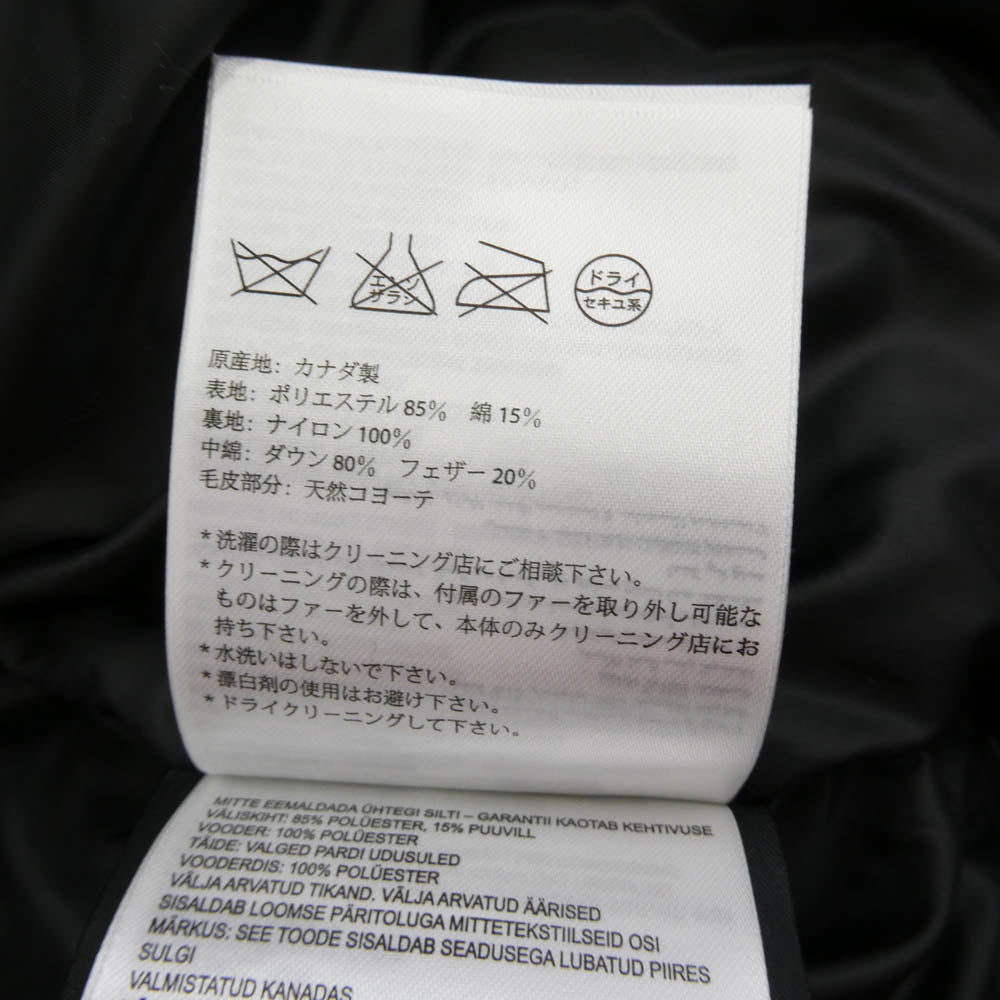 エンソ
サラシ
ドライ
セキユ系
原産地: カナダ製
表地: ポリエステル 85%　綿 15%
裏地: ナイロン 100%
中綿: ダウン 80%　フェザー 20%
毛皮部分: 天然コヨーテ
* 洗濯の際はクリーニング店にご相談下さい。
* クリーニングの際は、付属のファーを取り外し可能な
ものはファーを外して、本体のみクリーニング店にお
持ち下さい。
* 水洗いはしないで下さい。
* 漂白剤の使用はお避け下さい。
* ドライクリーニングして下さい。
MITTE EEMALDADA ÜHTEGI SILTI – GARANTII KAOTAB KEHTIVUSE
VÄLISKIHT: 85% POLÜESTER, 15% PUUVILL
VOODER: 100% POLÜESTER
TÄIDE: VALGED PARDI UDUSULED
VOODERDIS: 100% POLÜESTER
VÄLJA ARVATUD TIKAND. VÄLJA ARVATUD ÄÄRISED
SISALDAB LOOMSE PÄRITOLUGA MITTETEKSTIILSEID OSI
MÄRKUS: SEE TOODE SISALDAB SEADUSEGA LUBATUD PIIRES
SULGI
VALMISTATUD KANADAS